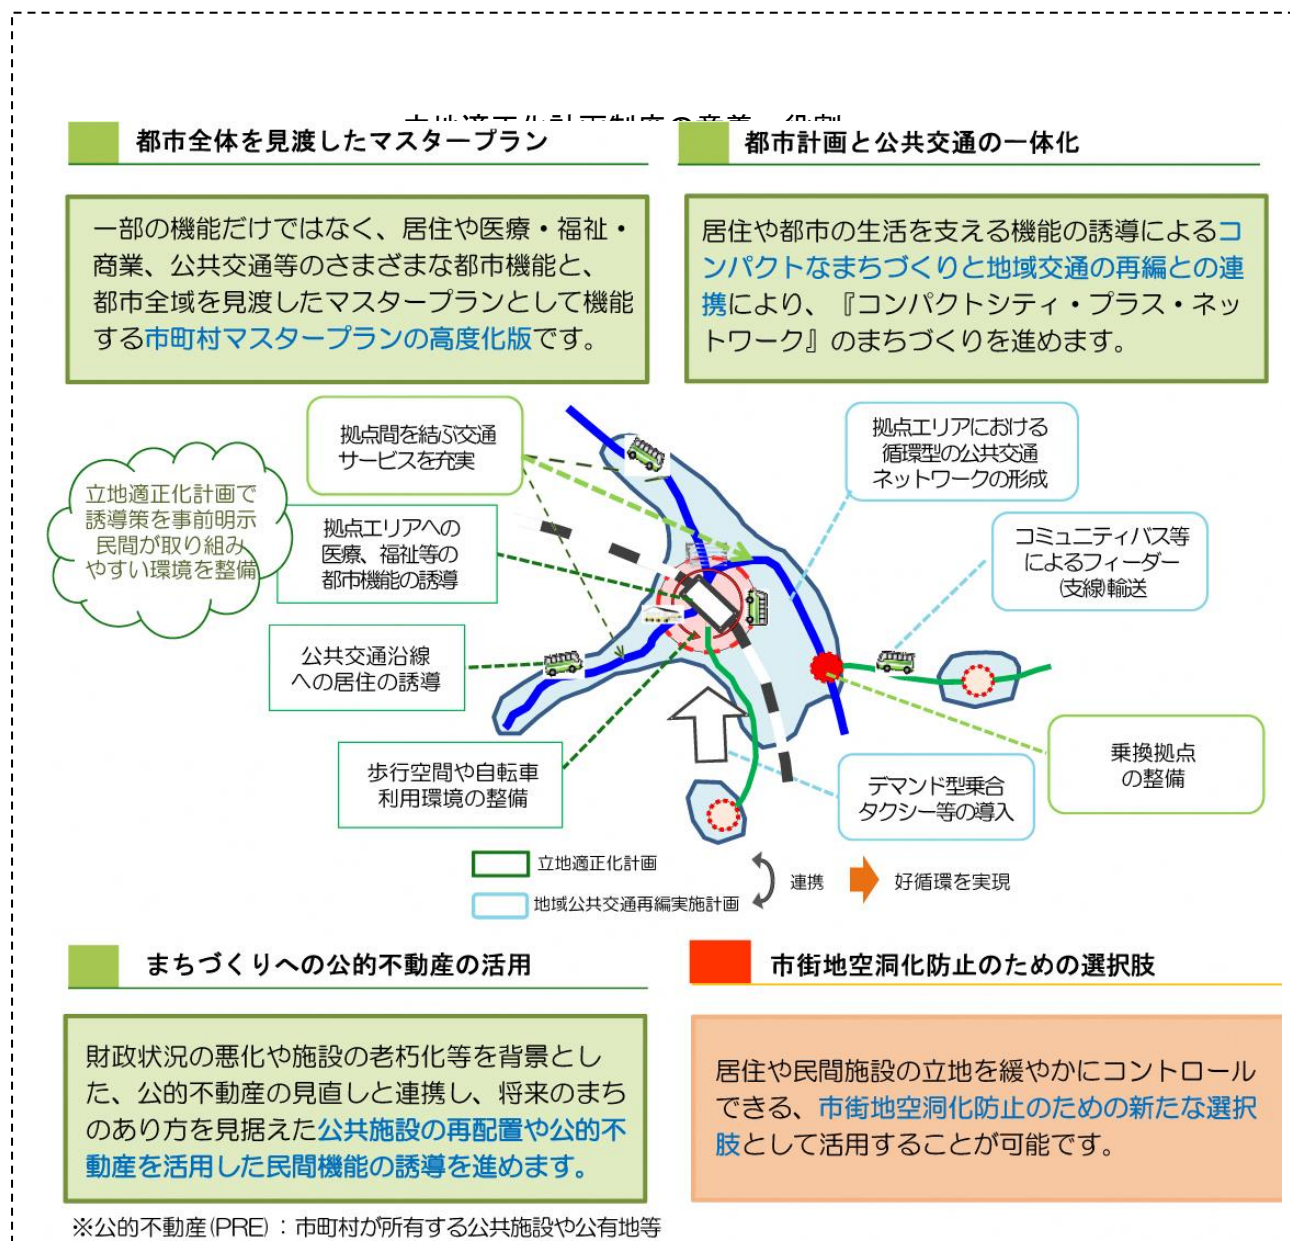 都市全体を見渡したマスタープラン
一部の機能だけではなく、居住や医療・福祉・
商業、公共交通等のさまざまな都市機能と、
都市全域を見渡したマスタープランとして機能
する市町村マスタープランの高度化版です。
都市計画と公共交通の一体化
居住や都市の生活を支える機能の誘導によるコ
ンパクトなまちづくりと地域交通の再編との連
携により、『コンパクトシティ・プラス・ネッ
トワーク』のまちづくりを進めます。
立地適正化計画で
誘導策を事前明示
民間が取り組み
やすい環境を整備
拠点間を結ぶ交通
サービスを充実
拠点エリアへの
医療、福祉等の
都市機能の誘導
公共交通沿線
への居住の誘導
歩行空間や自転車
利用環境の整備
拠点エリアにおける
循環型の公共交通
ネットワークの形成
コミュニティバス等
によるフィーダー
(支線)輸送
乗換拠点
の整備
デマンド型乗合
タクシー等の導入
立地適正化計画
地域公共交通再編実施計画
連携
好循環を実現
まちづくりへの公的不動産の活用
財政状況の悪化や施設の老朽化等を背景とし
た、公的不動産の見直しと連携し、将来のまち
のあり方を見据えた公共施設の再配置や公的不
動産を活用した民間機能の誘導を進めます。
※公的不動産(PRE)：市町村が所有する公共施設や公有地等
市街地空洞化防止のための選択肢
居住や民間施設の立地を緩やかにコントロール
できる、市街地空洞化防止のための新たな選択
肢として活用することが可能です。